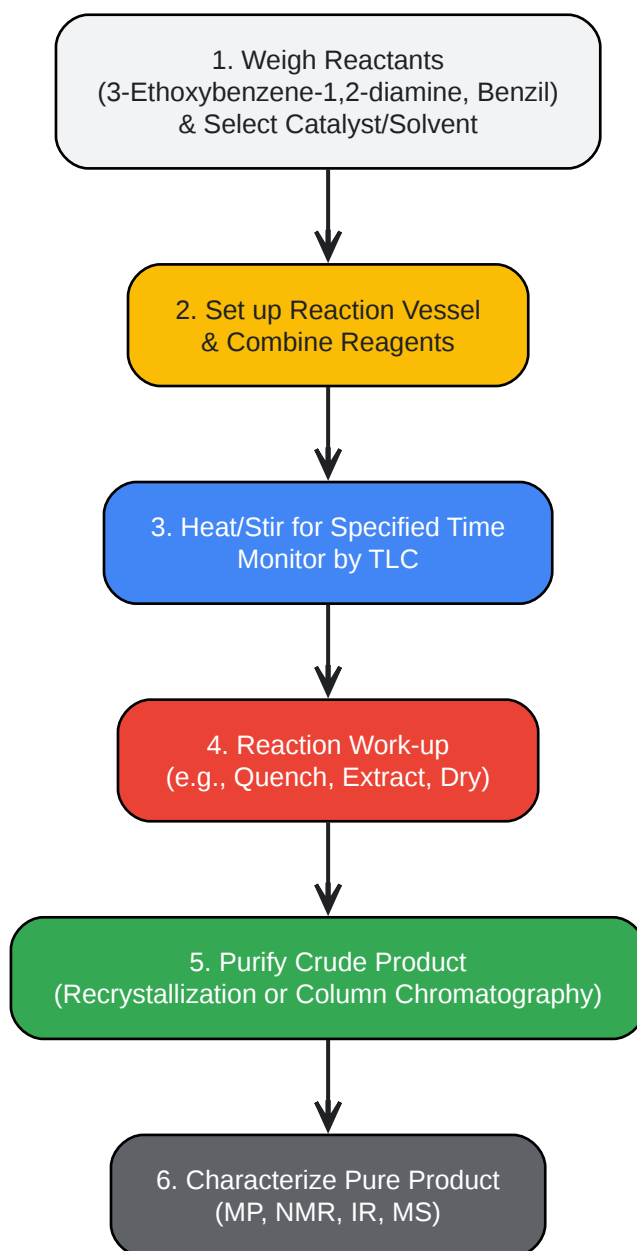 1. Weigh Reactants
(3-Ethoxybenzene-1,2-diamine, Benzil)
& Select Catalyst/Solvent
2. Set up Reaction Vessel
& Combine Reagents
3. Heat/Stir for Specified Time
Monitor by TLC
4. Reaction Work-up
(e.g., Quench, Extract, Dry)
5. Purify Crude Product
(Recrystallization or Column Chromatography)
6. Characterize Pure Product
(MP, NMR, IR, MS)